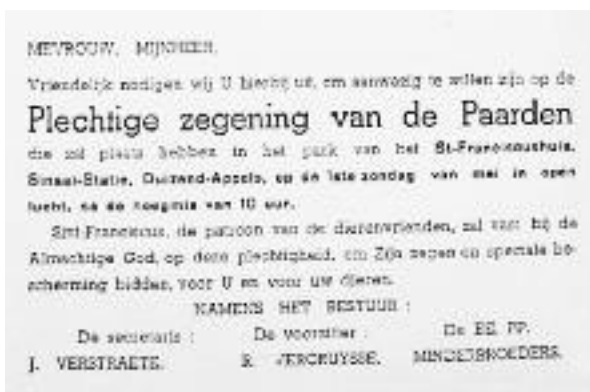 MEVROUW, MIJNHEER,
Vriendelijk nodigen wij U hierbij uit, om aanwezig te willen zijn op de
Plechtige zegening van de Paarden
die zal plaats hebben in het park van het St-Franciscushuis,
Sinaai-Statie, Duizend-Appels, op de late zondag van mei in open
lucht, na de hoogmis van 10 uur.
Sint-Franciscus, de patroon van de dierenvrienden, zal vast bij de
Almachtige God, op deze plechtigheid, om Zijn zegen en speciale be-
scherming bidden, voor U en voor uw dieren.
NAMENS HET BESTUUR :
De secretaris : De voorzitter : De EE. PP.
J. VERSTRAETE. VERCRUYSSE. MINDERBROEDERS.